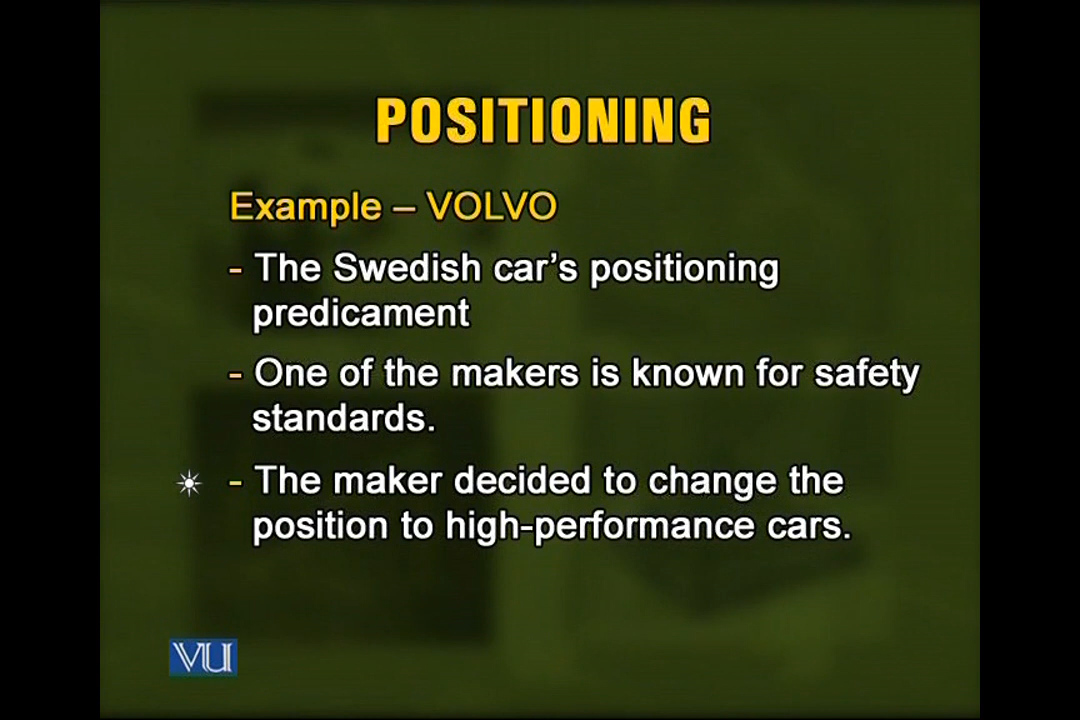 POSITIONING
Example – VOLVO
- The Swedish car’s positioning
predicament
- One of the makers is known for safety
standards.
- The maker decided to change the
position to high-performance cars.
VU